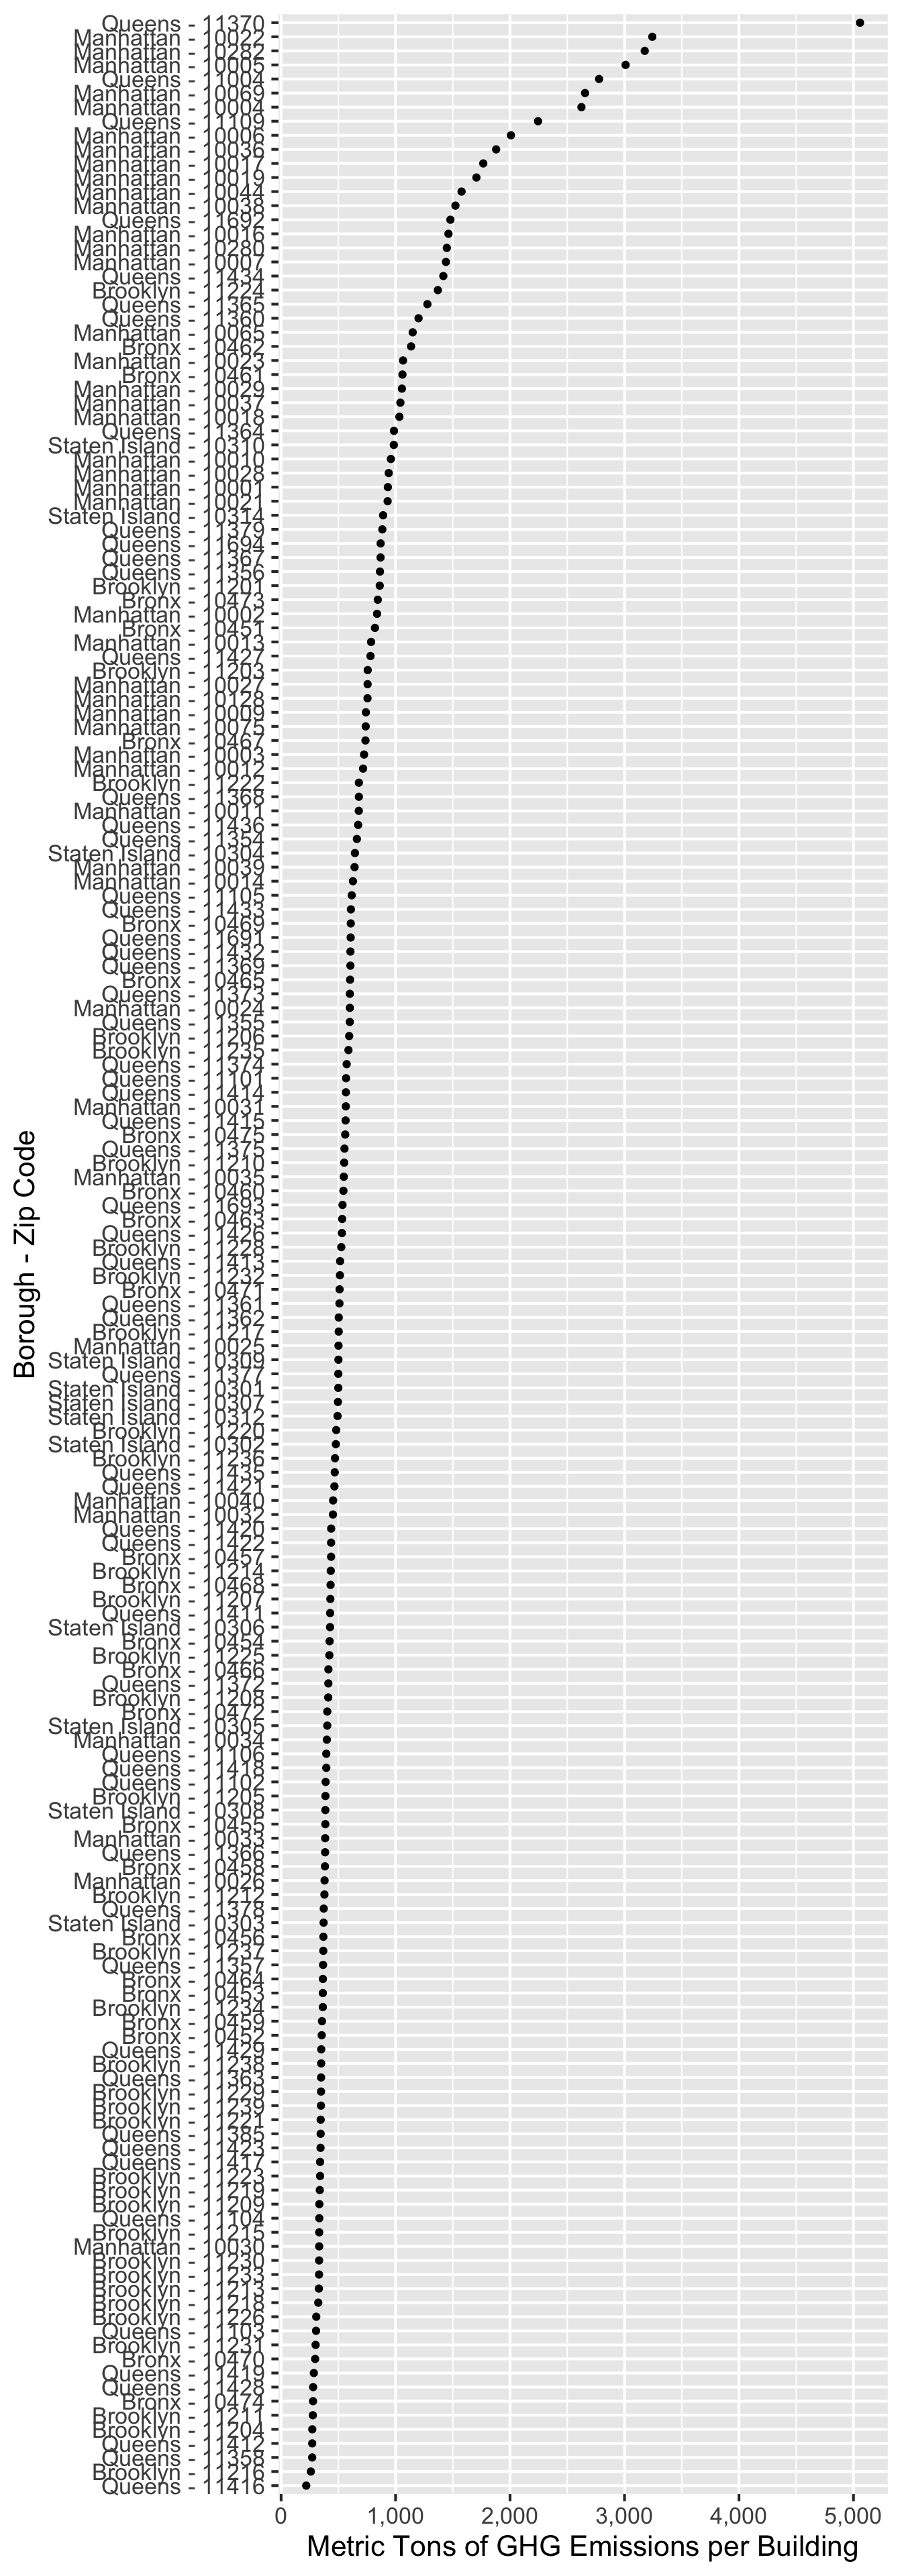 Queens - 11370
Manhattan - 10022
Manhattan - 10282
Manhattan - 10005
Queens - 11004
Manhattan - 10069
Manhattan - 10004
Queens - 11109
Manhattan - 10006
Manhattan - 10036
Manhattan - 10017
Manhattan - 10019
Manhattan - 10044
Manhattan - 10038
Queens - 11692
Manhattan - 10016
Manhattan - 10280
Manhattan - 10007
Queens - 11434
Brooklyn - 11224
Queens - 11365
Queens - 11360
Manhattan - 10065
Bronx - 10462
Manhattan - 10023
Bronx - 10461
Manhattan - 10029
Manhattan - 10037
Manhattan - 10018
Queens - 11364
Staten Island - 10310
Manhattan - 10010
Manhattan - 10028
Manhattan - 10001
Manhattan - 10021
Staten Island - 10314
Queens - 11379
Queens - 11694
Queens - 11367
Queens - 11356
Brooklyn - 11201
Bronx - 10473
Manhattan - 10002
Bronx - 10451
Manhattan - 10013
Queens - 11427
Brooklyn - 11203
Manhattan - 10027
Manhattan - 10128
Manhattan - 10009
Manhattan - 10075
Bronx - 10467
Manhattan - 10003
Manhattan - 10012
Brooklyn - 11222
Queens - 11368
Manhattan - 10011
Queens - 11436
Queens - 11354
Staten Island - 10304
Manhattan - 10039
Manhattan - 10014
Queens - 11105
Queens - 11433
Bronx - 10469
Queens - 11691
Queens - 11432
Queens - 11369
Bronx - 10465
Queens - 11373
Manhattan - 10024
Queens - 11355
Brooklyn - 11206
Brooklyn - 11235
Queens - 11374
Queens - 11101
Queens - 11414
Manhattan - 10031
Queens - 11415
Bronx - 10475
Queens - 11375
Brooklyn - 11210
Manhattan - 10035
Bronx - 10460
Queens - 11693
Bronx - 10463
Queens - 11426
Brooklyn - 11228
Queens - 11413
Brooklyn - 11232
Bronx - 10471
Queens - 11361
Queens - 11362
Brooklyn - 11217
Manhattan - 10025
Staten Island - 10309
Queens - 11377
Staten Island - 10301
Staten Island - 10307
Staten Island - 10312
Brooklyn - 11220
Staten Island - 10302
Brooklyn - 11236
Queens - 11435
Queens - 11421
Manhattan - 10040
Manhattan - 10032
Queens - 11420
Queens - 11422
Bronx - 10457
Brooklyn - 11214
Bronx - 10468
Brooklyn - 11207
Queens - 11411
Staten Island - 10306
Bronx - 10454
Brooklyn - 11225
Bronx - 10466
Queens - 11372
Brooklyn - 11208
Bronx - 10472
Staten Island - 10305
Manhattan - 10034
Queens - 11106
Queens - 11418
Queens - 11102
Brooklyn - 11205
Staten Island - 10308
Bronx - 10455
Manhattan - 10033
Queens - 11366
Bronx - 10458
Manhattan - 10026
Brooklyn - 11212
Queens - 11378
Staten Island - 10303
Bronx - 10456
Brooklyn - 11237
Queens - 11357
Bronx - 10464
Bronx - 10453
Brooklyn - 11234
Bronx - 10459
Bronx - 10452
Queens - 11429
Brooklyn - 11238
Queens - 11363
Brooklyn - 11229
Brooklyn - 11239
Brooklyn - 11221
Queens - 11385
Queens - 11423
Queens - 11417
Brooklyn - 11223
Brooklyn - 11219
Brooklyn - 11209
Queens - 11104
Brooklyn - 11215
Manhattan - 10030
Brooklyn - 11230
Brooklyn - 11233
Brooklyn - 11213
Brooklyn - 11218
Brooklyn - 11226
Queens - 11103
Brooklyn - 11231
Bronx - 10470
Queens - 11419
Queens - 11428
Bronx - 10474
Brooklyn - 11211
Brooklyn - 11204
Queens - 11412
Queens - 11358
Brooklyn - 11216
Queens - 11416
Borough - Zip Code
0 1,000 2,000 3,000 4,000 5,000
Metric Tons of GHG Emissions per Building